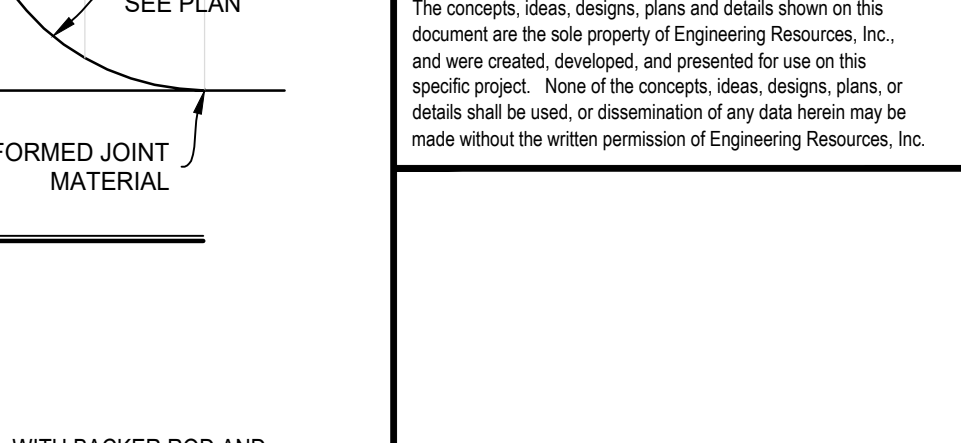 SEE PLAN
FORMED JOINT
MATERIAL
WITH BACKER ROD AND
The concepts, ideas, designs, plans and details shown on this
document are the sole property of Engineering Resources, Inc.,
and were created, developed, and presented for use on this
specific project. None of the concepts, ideas, designs, plans, or
details shall be used, or dissemination of any data herein may be
made without the written permission of Engineering Resources, Inc.